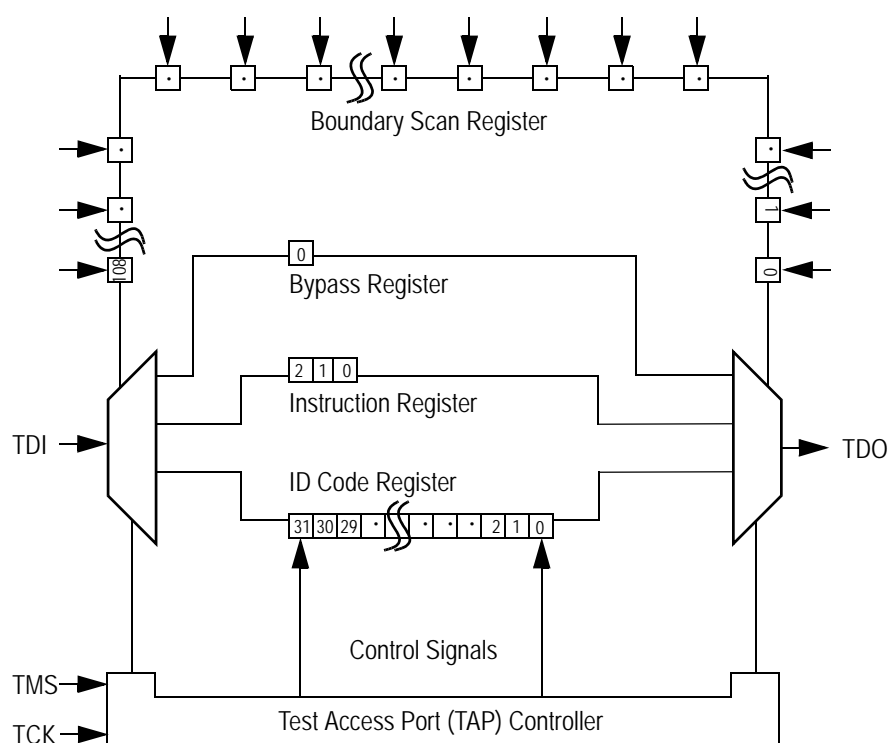 · · · · · · · ·
Boundary Scan Register
· ·
· 1
108 0
0
Bypass Register
2 1 0
Instruction Register
TDI TDO
ID Code Register
31 30 29 · · · · 2 1 0
Control Signals
TMS
Test Access Port (TAP) Controller
TCK